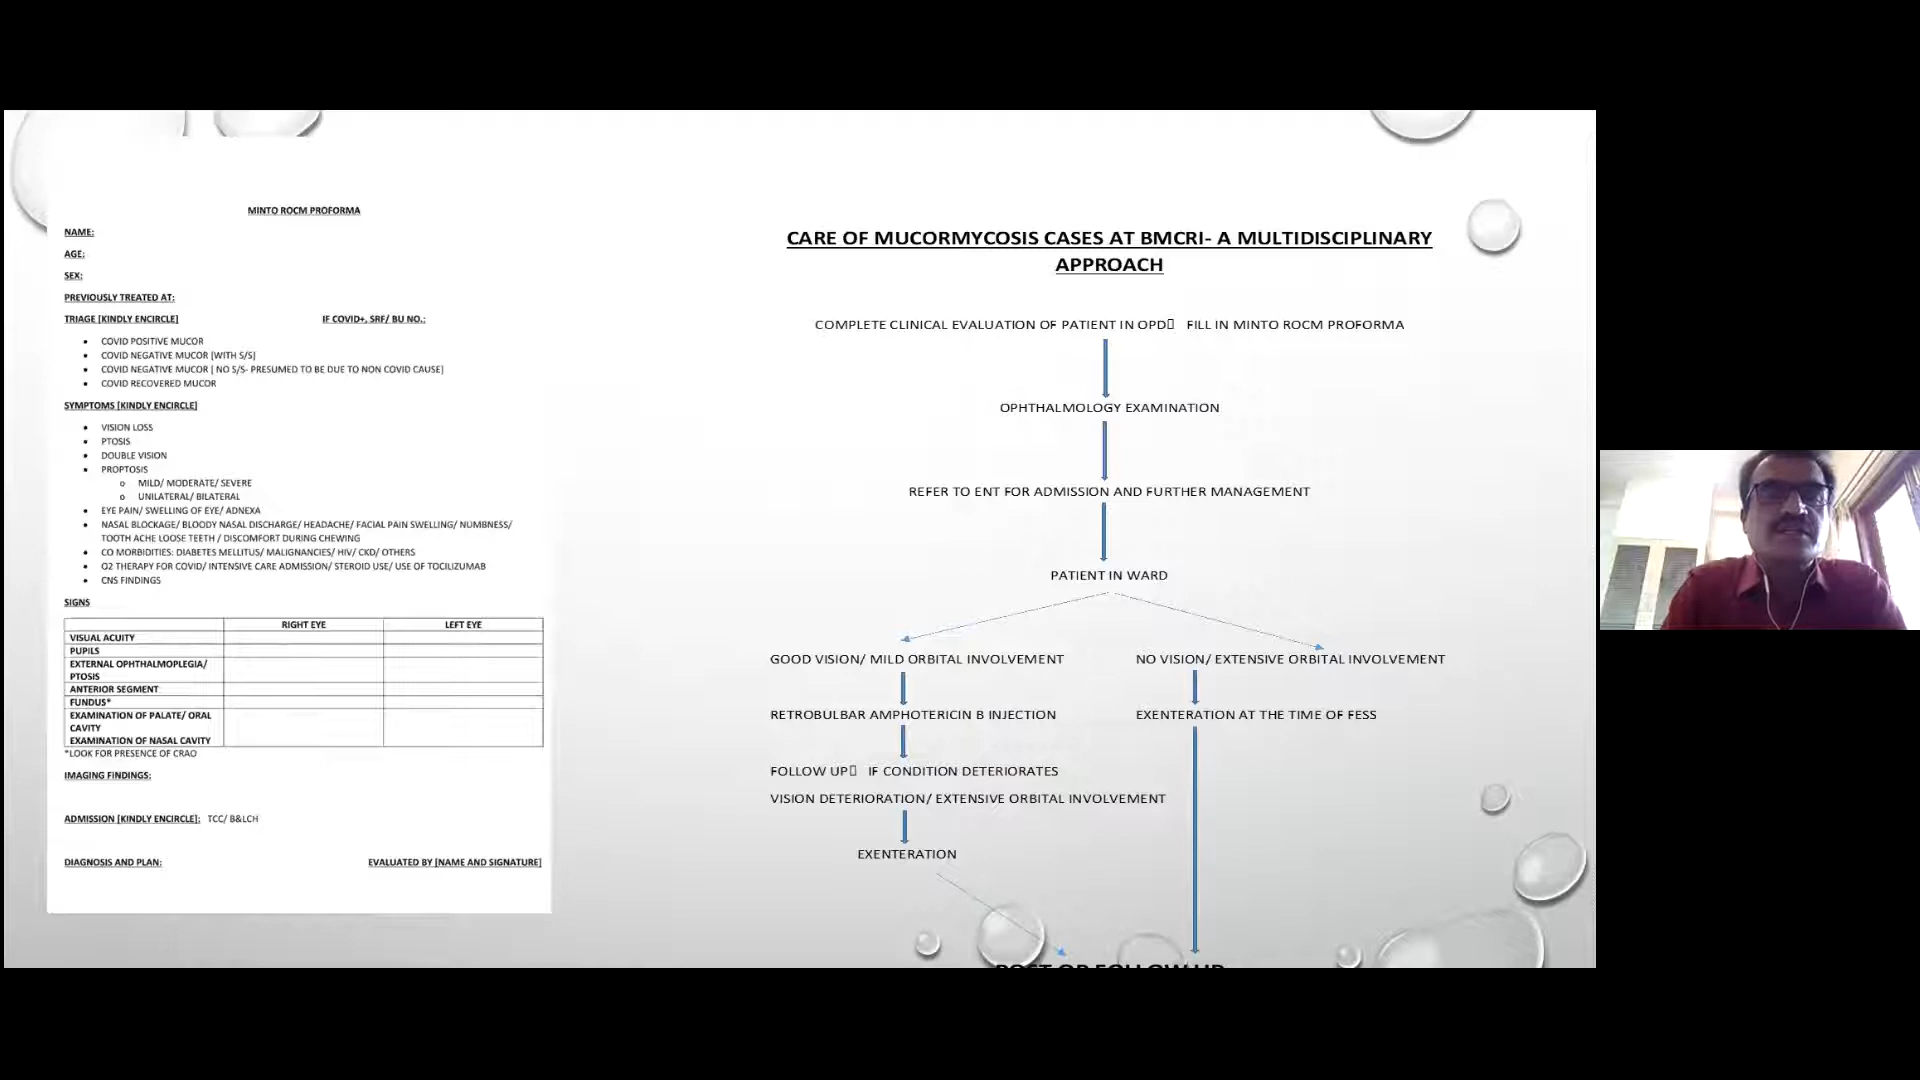 MINTO ROCM PROFORMA
NAME:
AGE:
SEX:
PREVIOUSLY TREATED AT:
TRIAGE [KINDLY ENCIRCLE] IF COVID+, SRF/ BU NO.:
• COVID POSITIVE MUCOR
• COVID NEGATIVE MUCOR [WITH S/S]
• COVID NEGATIVE MUCOR [ NO S/S- PRESUMED TO BE DUE TO NON COVID CAUSE]
• COVID RECOVERED MUCOR
SYMPTOMS [KINDLY ENCIRCLE]
• VISION LOSS
• PTOSIS
• DOUBLE VISION
• PROPTOSIS
o MILD/ MODERATE/ SEVERE
o UNILATERAL/ BILATERAL
• EYE PAIN/ SWELLING OF EYE/ ADNEXA
• NASAL BLOCKAGE/ BLOODY NASAL DISCHARGE/ HEADACHE/ FACIAL PAIN SWELLING/ NUMBNESS/
TOOTH ACHE LOOSE TEETH / DISCOMFORT DURING CHEWING
• CO MORBIDITIES: DIABETES MELLITUS/ MALIGNANCIES/ HIV/ CKD/ OTHERS
• O2 THERAPY FOR COVID/ INTENSIVE CARE ADMISSION/ STEROID USE/ USE OF TOCILIZUMAB
• CNS FINDINGS
SIGNS
RIGHT EYE LEFT EYE
VISUAL ACUITY
PUPILS
EXTERNAL OPHTHALMOPLEGIA/
PTOSIS
ANTERIOR SEGMENT
FUNDUS*
EXAMINATION OF PALATE/ ORAL
CAVITY
EXAMINATION OF NASAL CAVITY
*LOOK FOR PRESENCE OF CRAO
IMAGING FINDINGS:
ADMISSION [KINDLY ENCIRCLE]: TCC/ B&LCH
DIAGNOSIS AND PLAN: EVALUATED BY [NAME AND SIGNATURE]
CARE OF MUCORMYCOSIS CASES AT BMCRI- A MULTIDISCIPLINARY
APPROACH
COMPLETE CLINICAL EVALUATION OF PATIENT IN OPD FILL IN MINTO ROCM PROFORMA
OPHTHALMOLOGY EXAMINATION
REFER TO ENT FOR ADMISSION AND FURTHER MANAGEMENT
PATIENT IN WARD
GOOD VISION/ MILD ORBITAL INVOLVEMENT NO VISION/ EXTENSIVE ORBITAL INVOLVEMENT
RETROBULBAR AMPHOTERICIN B INJECTION EXENTERATION AT THE TIME OF FESS
FOLLOW UP IF CONDITION DETERIORATES
VISION DETERIORATION/ EXTENSIVE ORBITAL INVOLVEMENT
EXENTERATION
POST OP FOLLOW UP